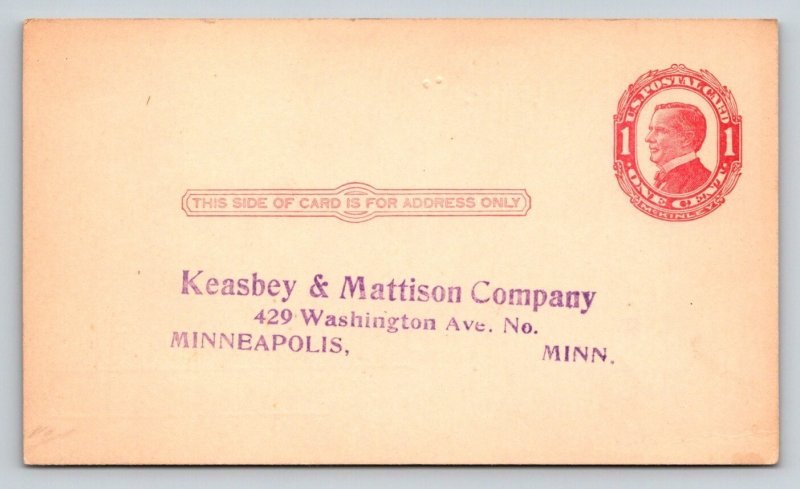 U.S. POSTAL CARD
1 1
ONE CENT
McKINLEY
THIS SIDE OF CARD IS FOR ADDRESS ONLY
Keasbey & Mattison Company
429 Washington Ave. No.
MINNEAPOLIS, MINN.